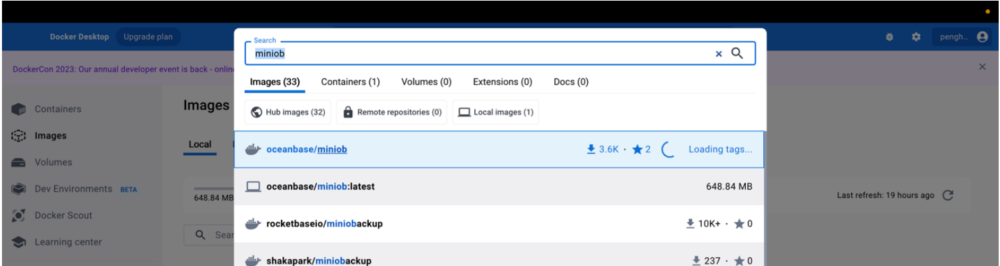 Docker Desktop Upgrade plan pengh...
Search
miniob
DockerCon 2023: Our annual developer event is back - online
Images (33) Containers (1) Volumes (0) Extensions (0) Docs (0)
Containers
Images
Hub images (32) Remote repositories (0) Local images (1)
Images
Local
oceanbase/miniob 3.6K · 2 Loading tags...
Volumes
Dev Environments BETA
oceanbase/miniob:latest 648.84 MB
648.84 MB
Last refresh: 19 hours ago
Docker Scout
rocketbaseio/miniobackup 10K+ · 0
Sear
Learning center
shakapark/miniobackup 237 · 0